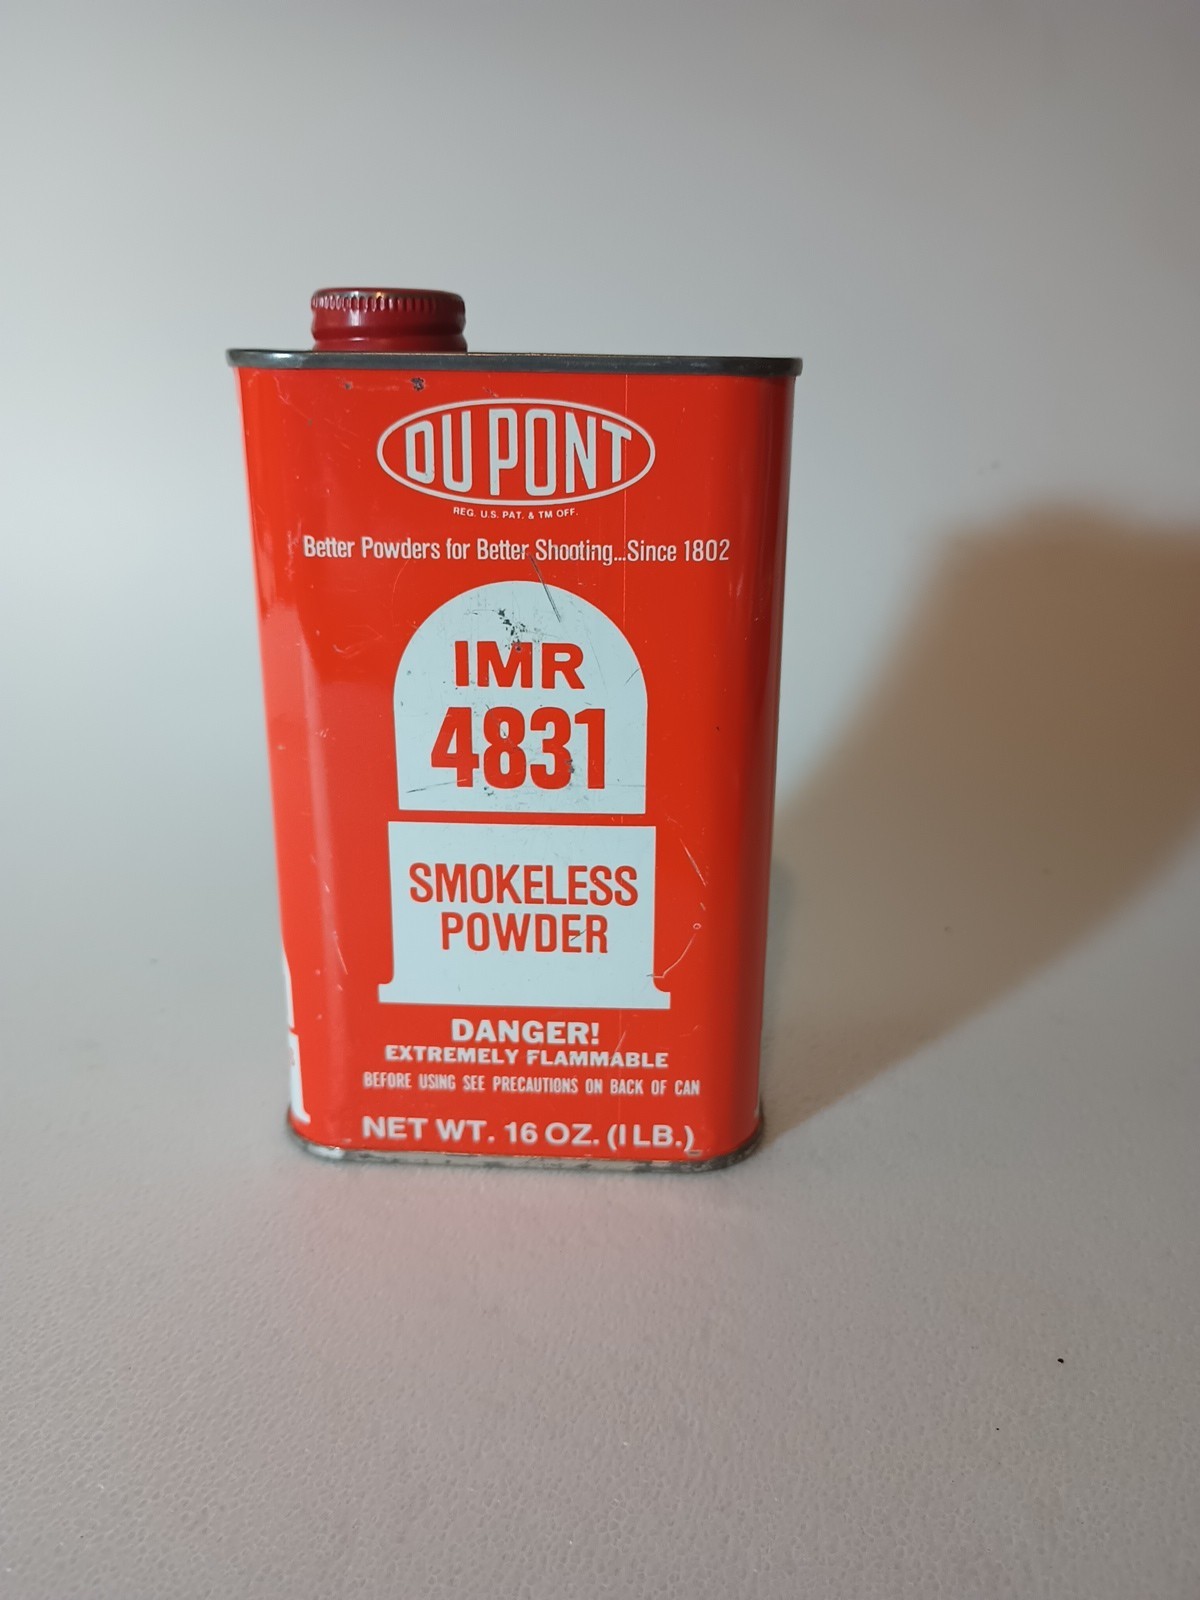 DU PONT
REG. U.S. PAT. & TM OFF.
Better Powders for Better Shooting...Since 1802
IMR
4831
SMOKELESS
POWDER
DANGER!
EXTREMELY FLAMMABLE
BEFORE USING SEE PRECAUTIONS ON BACK OF CAN
NET WT. 16 OZ. (1 LB.)